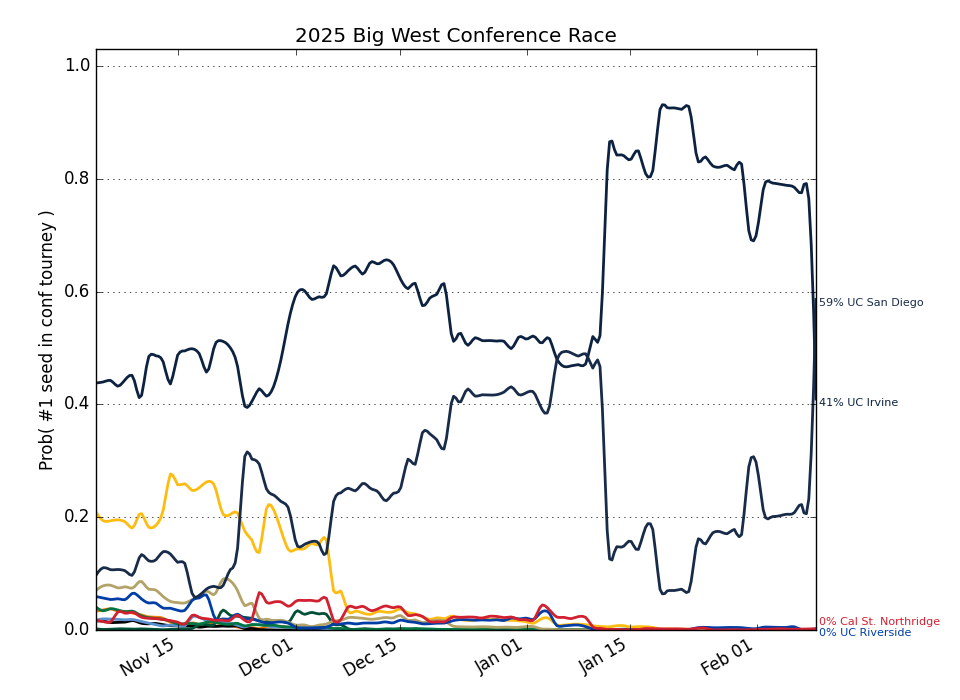 2025 Big West Conference Race
Prob( #1 seed in conf tourney )
1.0
0.8
0.6
0.4
0.2
0.0
59% UC San Diego
41% UC Irvine
0% Cal St. Northridge
0% UC Riverside
Nov 15
Dec 01
Dec 15
Jan 01
Jan 15
Feb 01